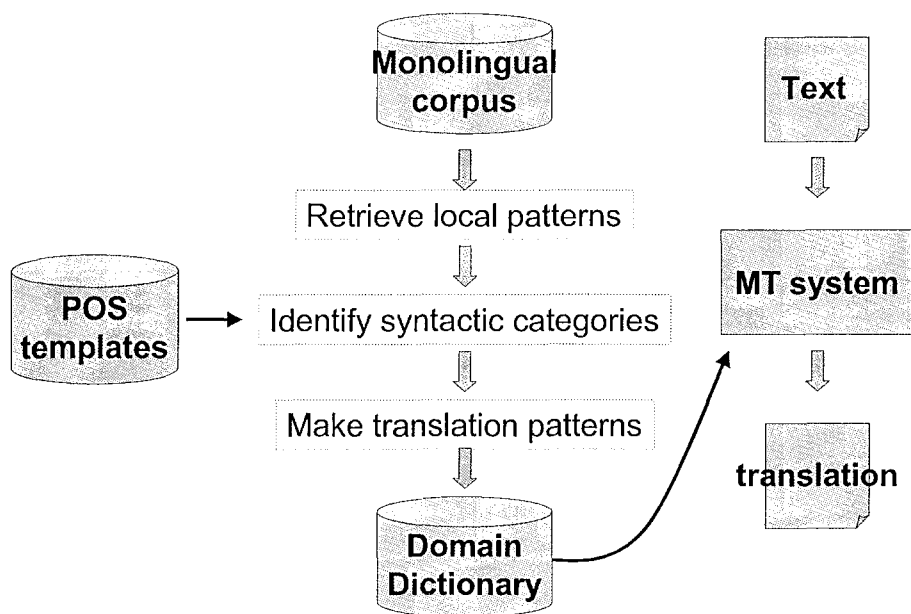 Monolingual
corpus
Retrieve local patterns
POS
templates
Identify syntactic categories
Make translation patterns
Domain
Dictionary
Text
MT system
translation